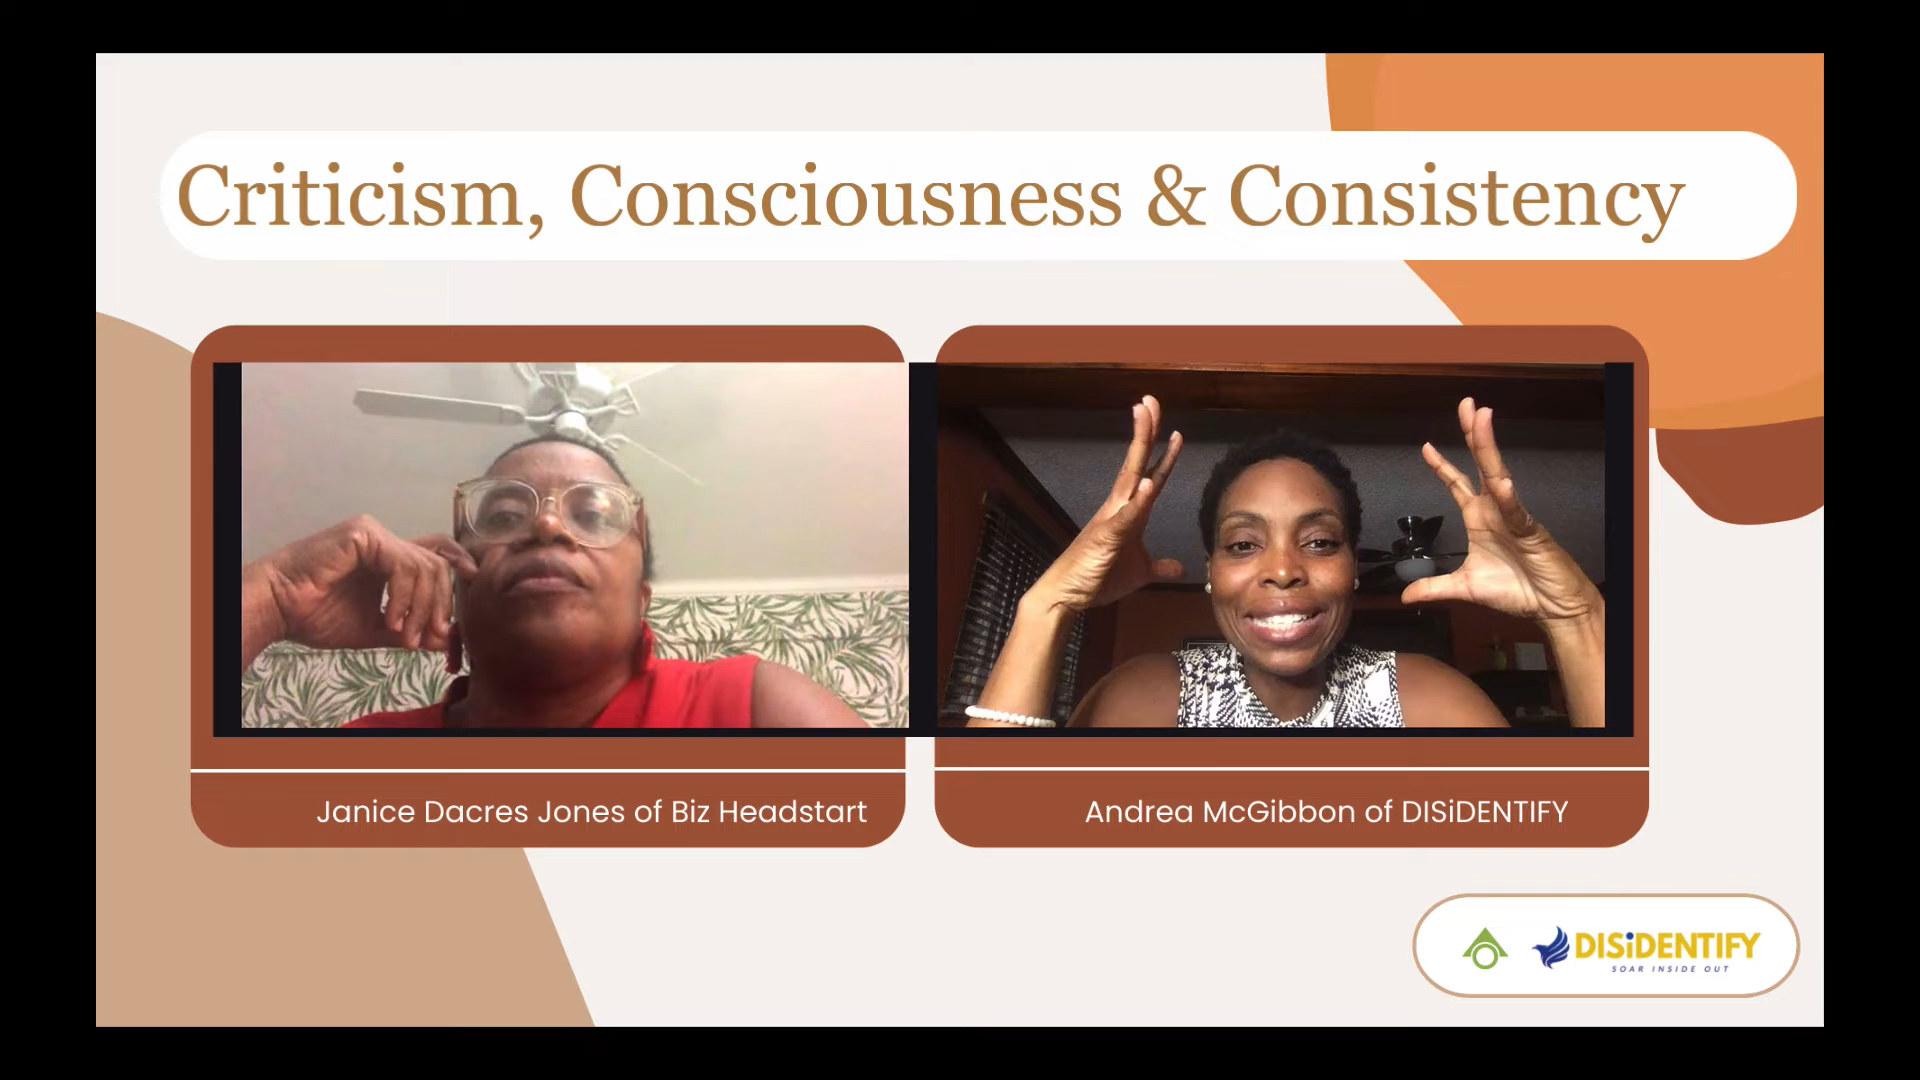 Criticism, Consciousness & Consistency
Janice Dacres Jones of Biz Headstart
Andrea McGibbon of DISiDENTIFY
DISiDENTIFY
SOAR INSIDE OUT